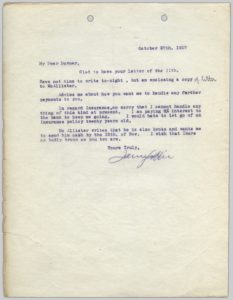 October 27th, 1927
My Dear Durmer,
Glad to have your letter of the 21th.
Have not time to write to-night, but am enclosing a copy of
to McAllister.
Advise me about how you want me to handle any further
payments to you.
In regard Insurance, am sorry that I cannot handle any
thing of this kind at present. I am paying 8% interest to
the bank to keep me going. I would hate to let go of an
Insurance policy twenty years old.
Mc Allister writes that he is also broke and wants me
to send him cash by the 15th. of Nov. I wish that Sears
as badly broke as you two are.
Yours Truly,